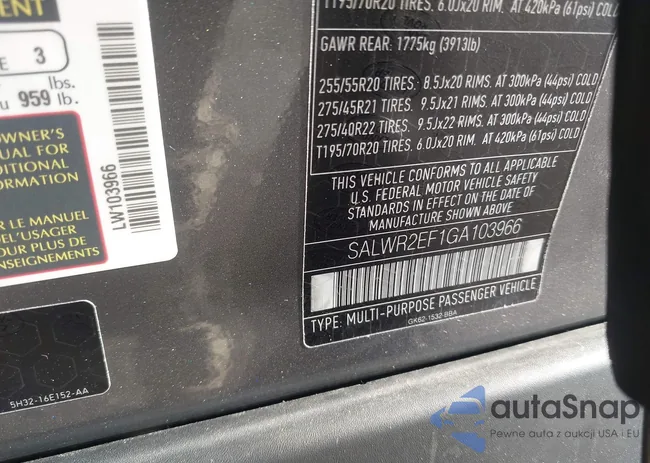 ENT
E 3
lbs.
u 959 lb.
OWNER'S
UAL FOR
DITIONAL
ORMATION
R LE MANUEL
EL'USAGER
OUR PLUS DE
SEIGNEMENTS
LW103966
5H32-16E152-AA
T195/70R20 TIRES. 6.0Jx20 RIM. AT 420kPa (61psi) COLD
GAWR REAR: 1775kg (3913lb)
255/55R20 TIRES. 8.5Jx20 RIMS. AT 300kPa (44psi) COLD
275/45R21 TIRES. 9.5Jx21 RIMS. AT 300kPa (44psi) COLD
275/40R22 TIRES. 9.5Jx22 RIMS. AT 300kPa (44psi) COLD
T195/70R20 TIRES. 6.0Jx20 RIM. AT 420kPa (61psi) COLD
THIS VEHICLE CONFORMS TO ALL APPLICABLE
U.S. FEDERAL MOTOR VEHICLE SAFETY
STANDARDS IN EFFECT ON THE DATE OF
MANUFACTURE SHOWN ABOVE
SALWR2EF1GA103966
TYPE: MULTI-PURPOSE PASSENGER VEHICLE
GK62-1532-BBA
autaSnap
Pewne auta z aukcji USA i EU